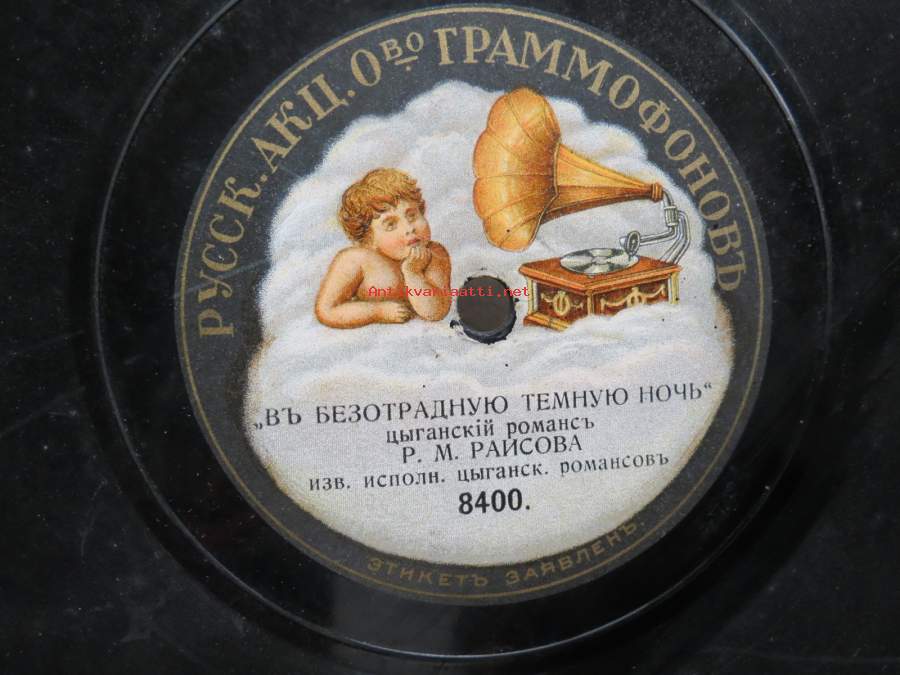 РУССК. АКЦ. О-ВО ГРАММОФОНОВЪ
Antikvariaatti.net
„ВЪ БЕЗОТРАДНУЮ ТЕМНУЮ НОЧЬ“
цыганскій романсъ
Р. М. РАИСОВА
изв. исполн. цыганск. романсовъ
8400.
ЭТИКЕТЪ ЗАЯВЛЕНЪ.